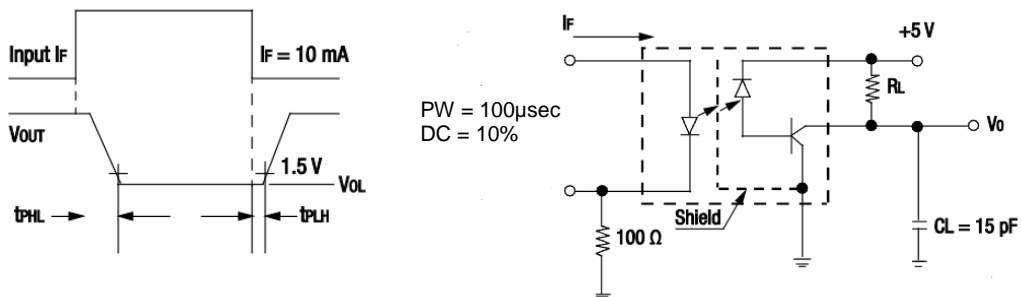 Input IF
IF = 10 mA
VOUT
1.5 V
VOL
tPHL
tPLH
PW = 100µsec
DC = 10%
IF
+5 V
RL
VO
Shield
100 Ω
CL = 15 pF